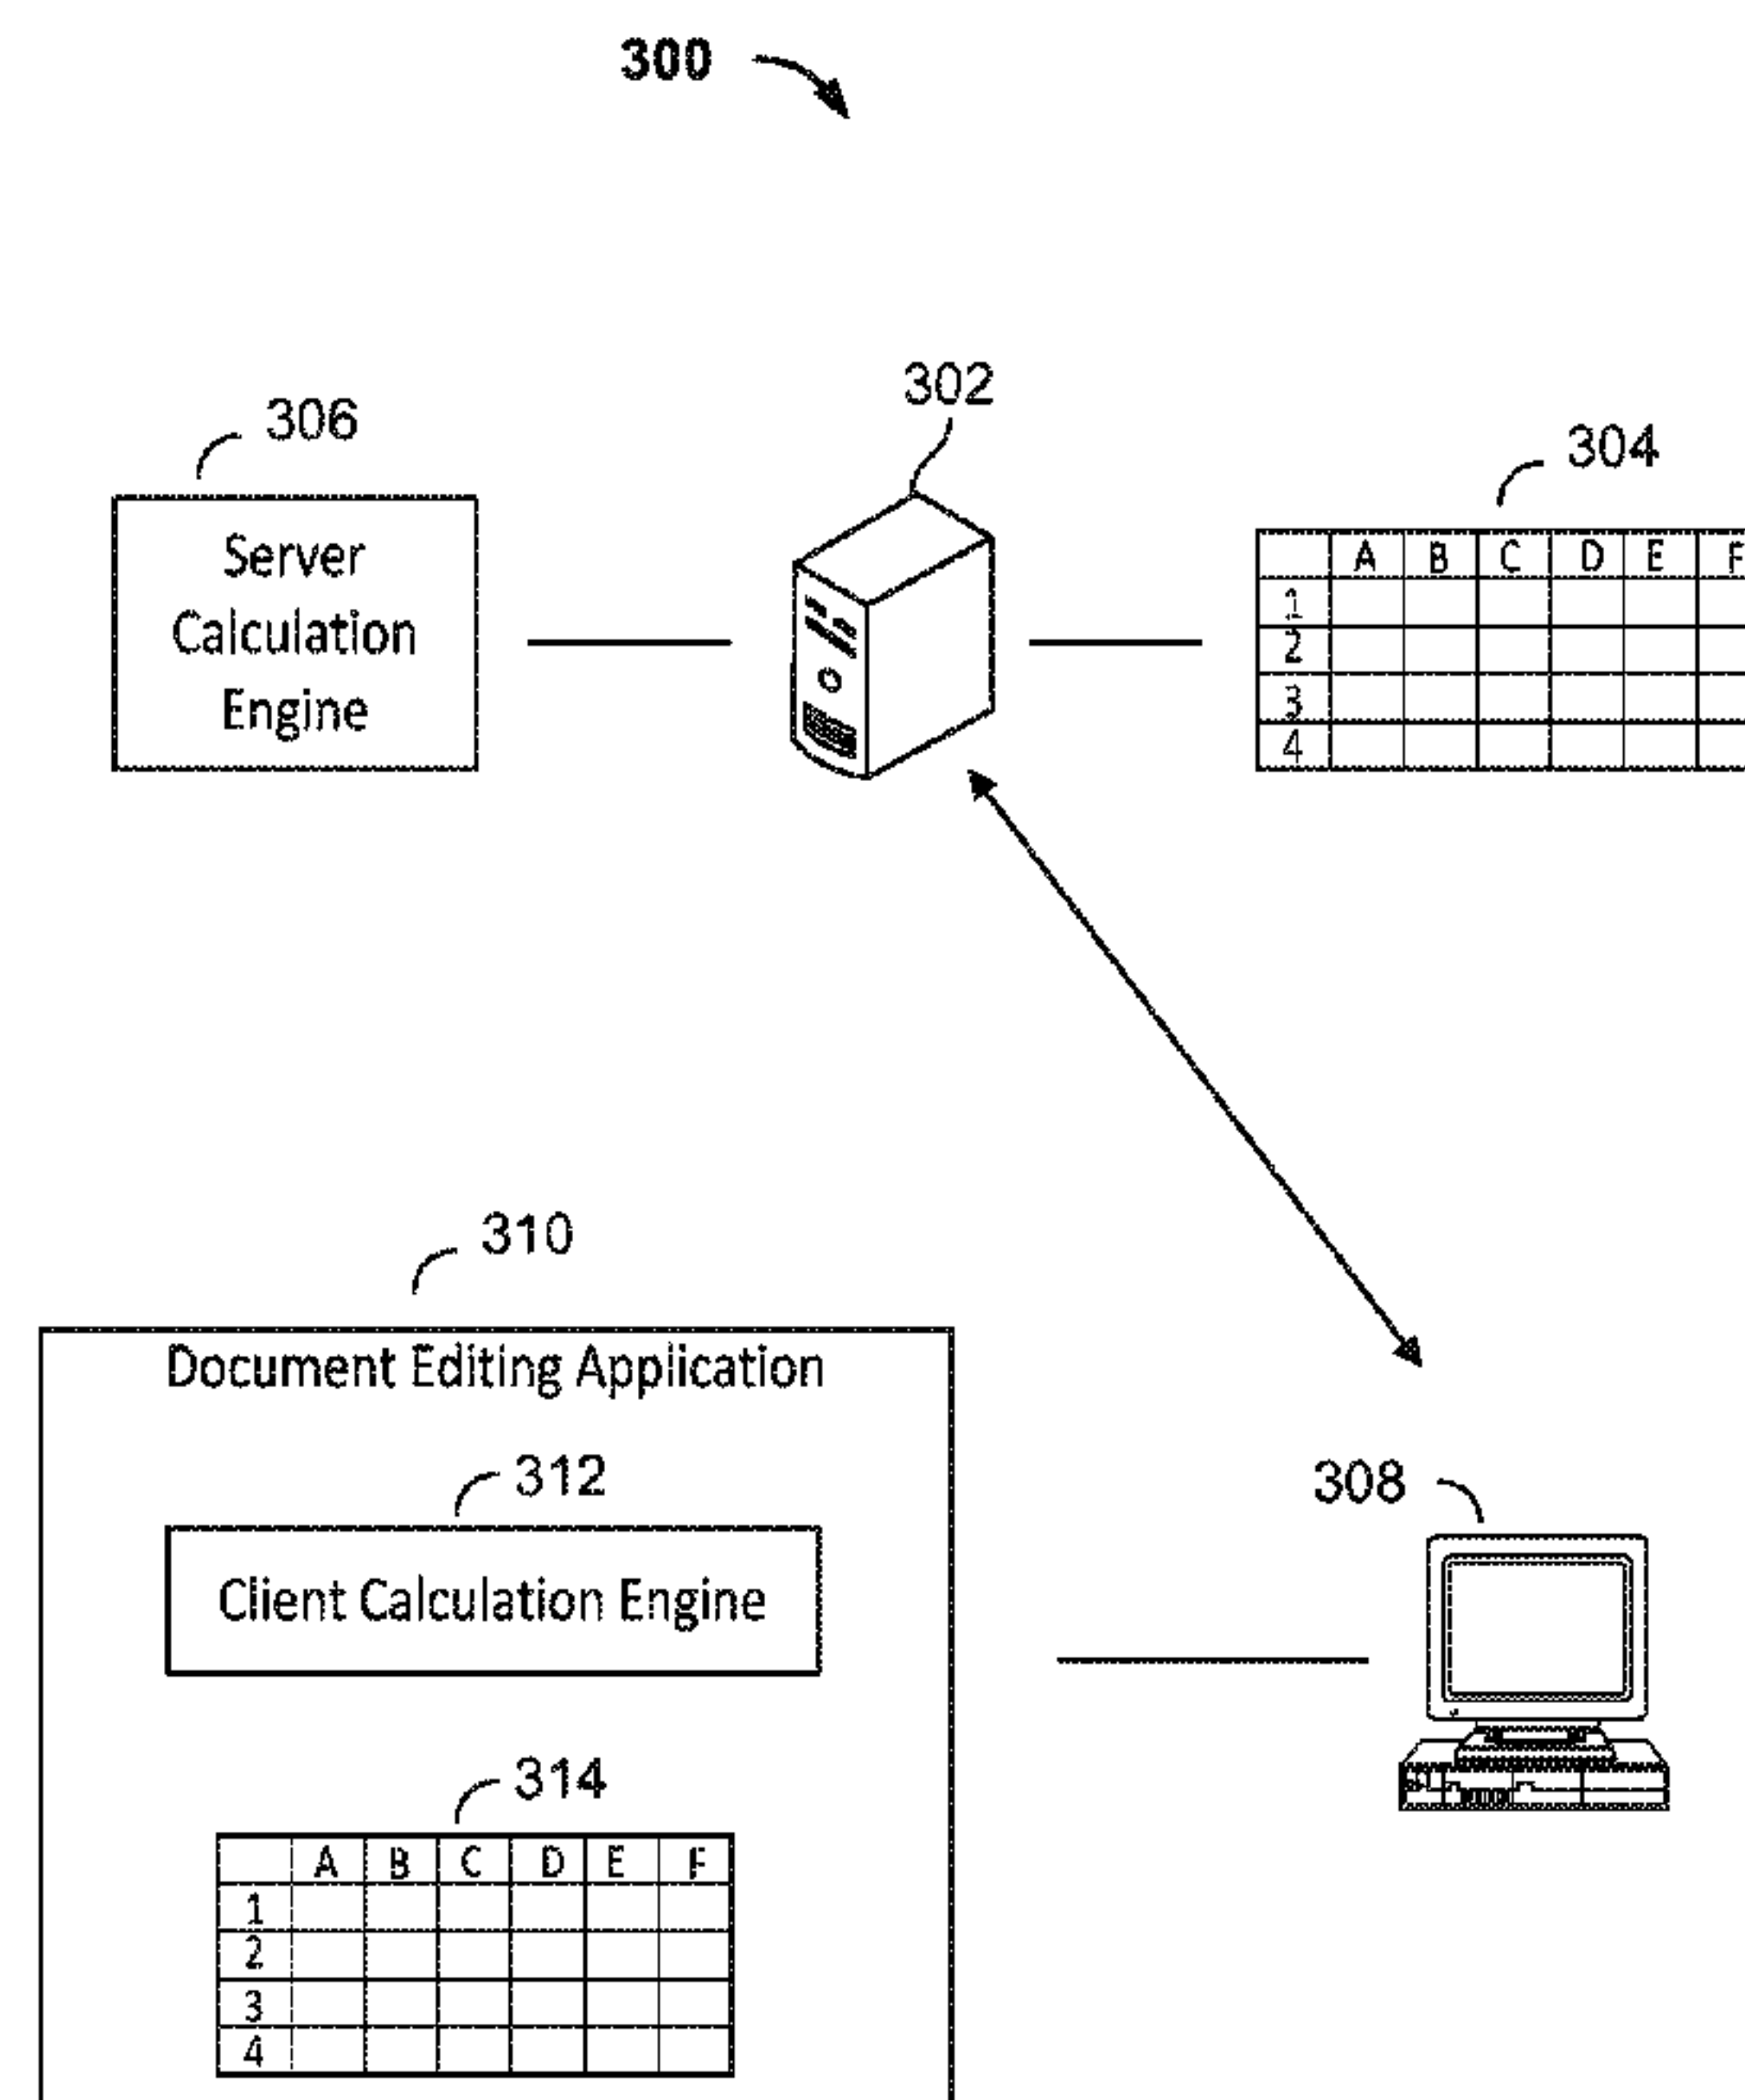 300
302
306
304
Server
Calculation
Engine
A B C D E F
1
2
3
4
310
Document Editing Application
312
Client Calculation Engine
308
314
A B C D E F
1
2
3
4